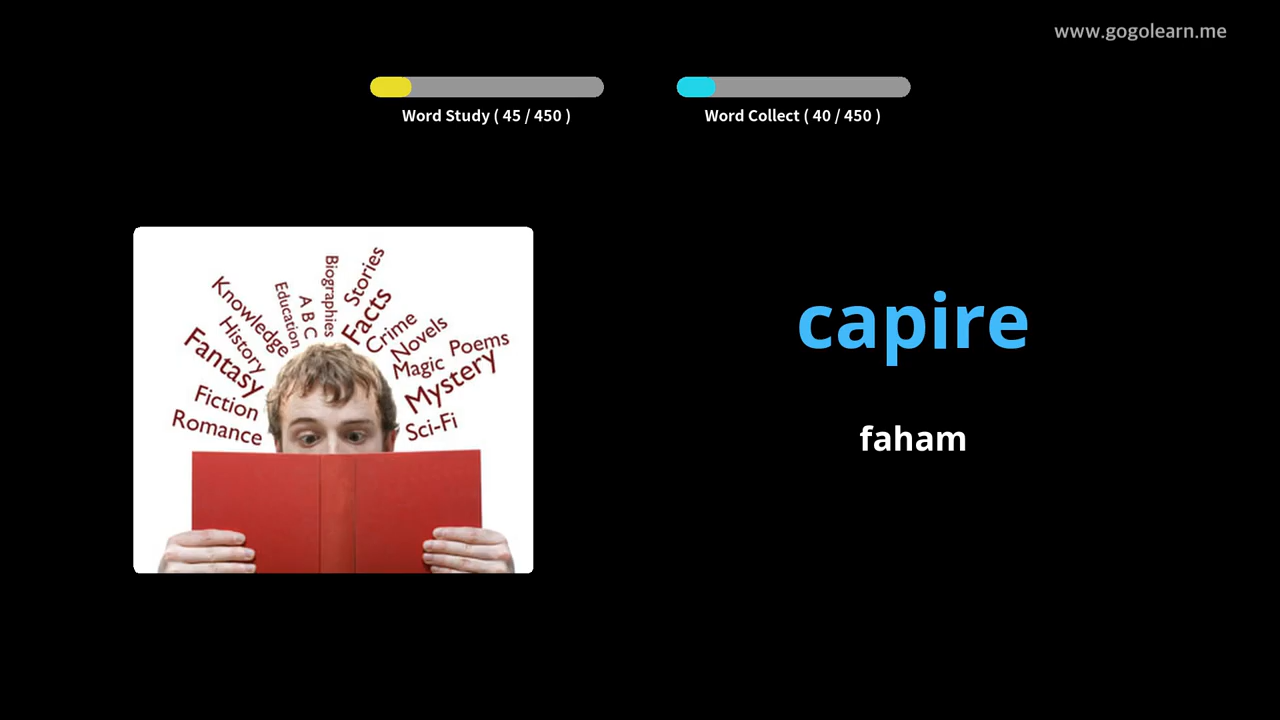 www.gogolearn.me
Word Study ( 45 / 450 )
Word Collect ( 40 / 450 )
Knowledge
History
Fantasy
Fiction
Romance
Education
A B C
Biographies
Stories
Facts
Crime
Novels
Magic
Poems
Mystery
Sci-Fi
capire
faham